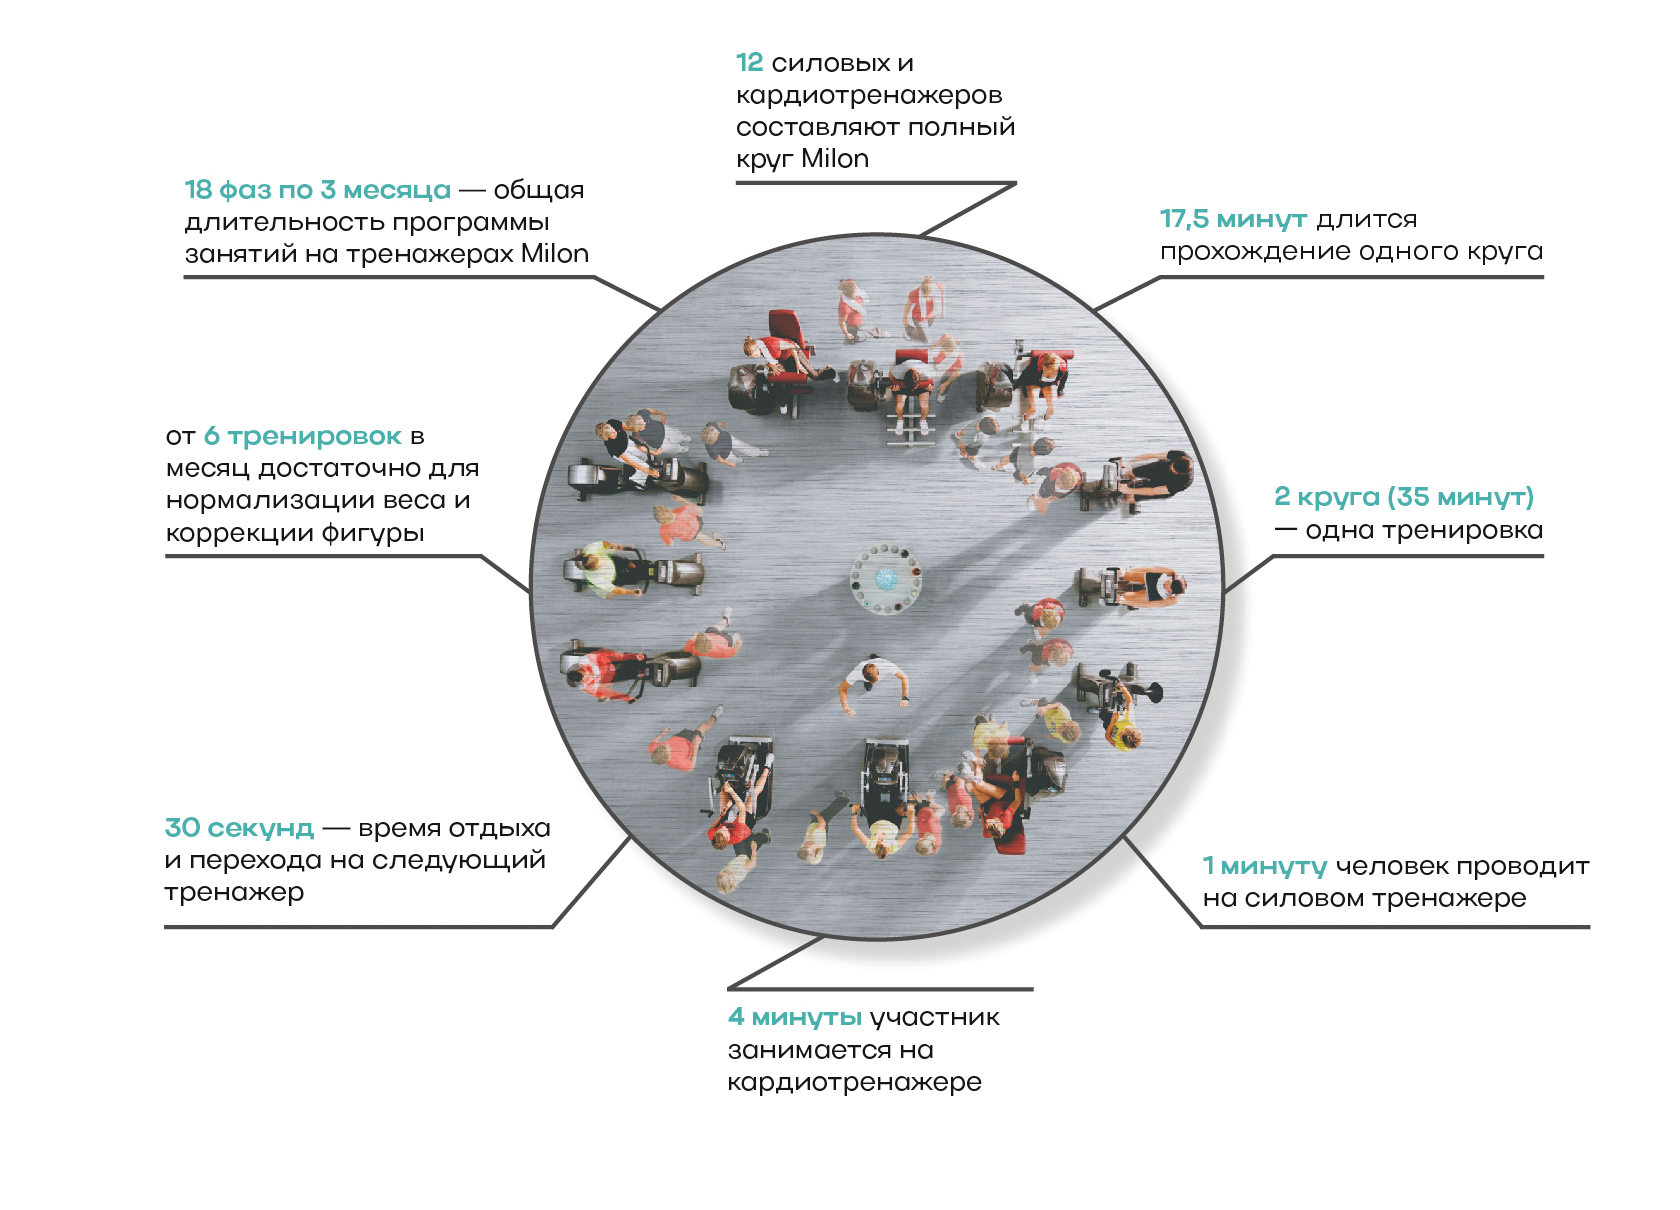 12 силовых и
кардиотренажеров
составляют полный
круг Milon
18 фаз по 3 месяца — общая
длительность программы
занятий на тренажерах Milon
17,5 минут длится
прохождение одного круга
от 6 тренировок в
месяц достаточно для
нормализации веса и
коррекции фигуры
2 круга (35 минут)
— одна тренировка
30 секунд — время отдыха
и перехода на следующий
тренажер
1 минуту человек проводит
на силовом тренажере
4 минуты участник
занимается на
кардиотренажере